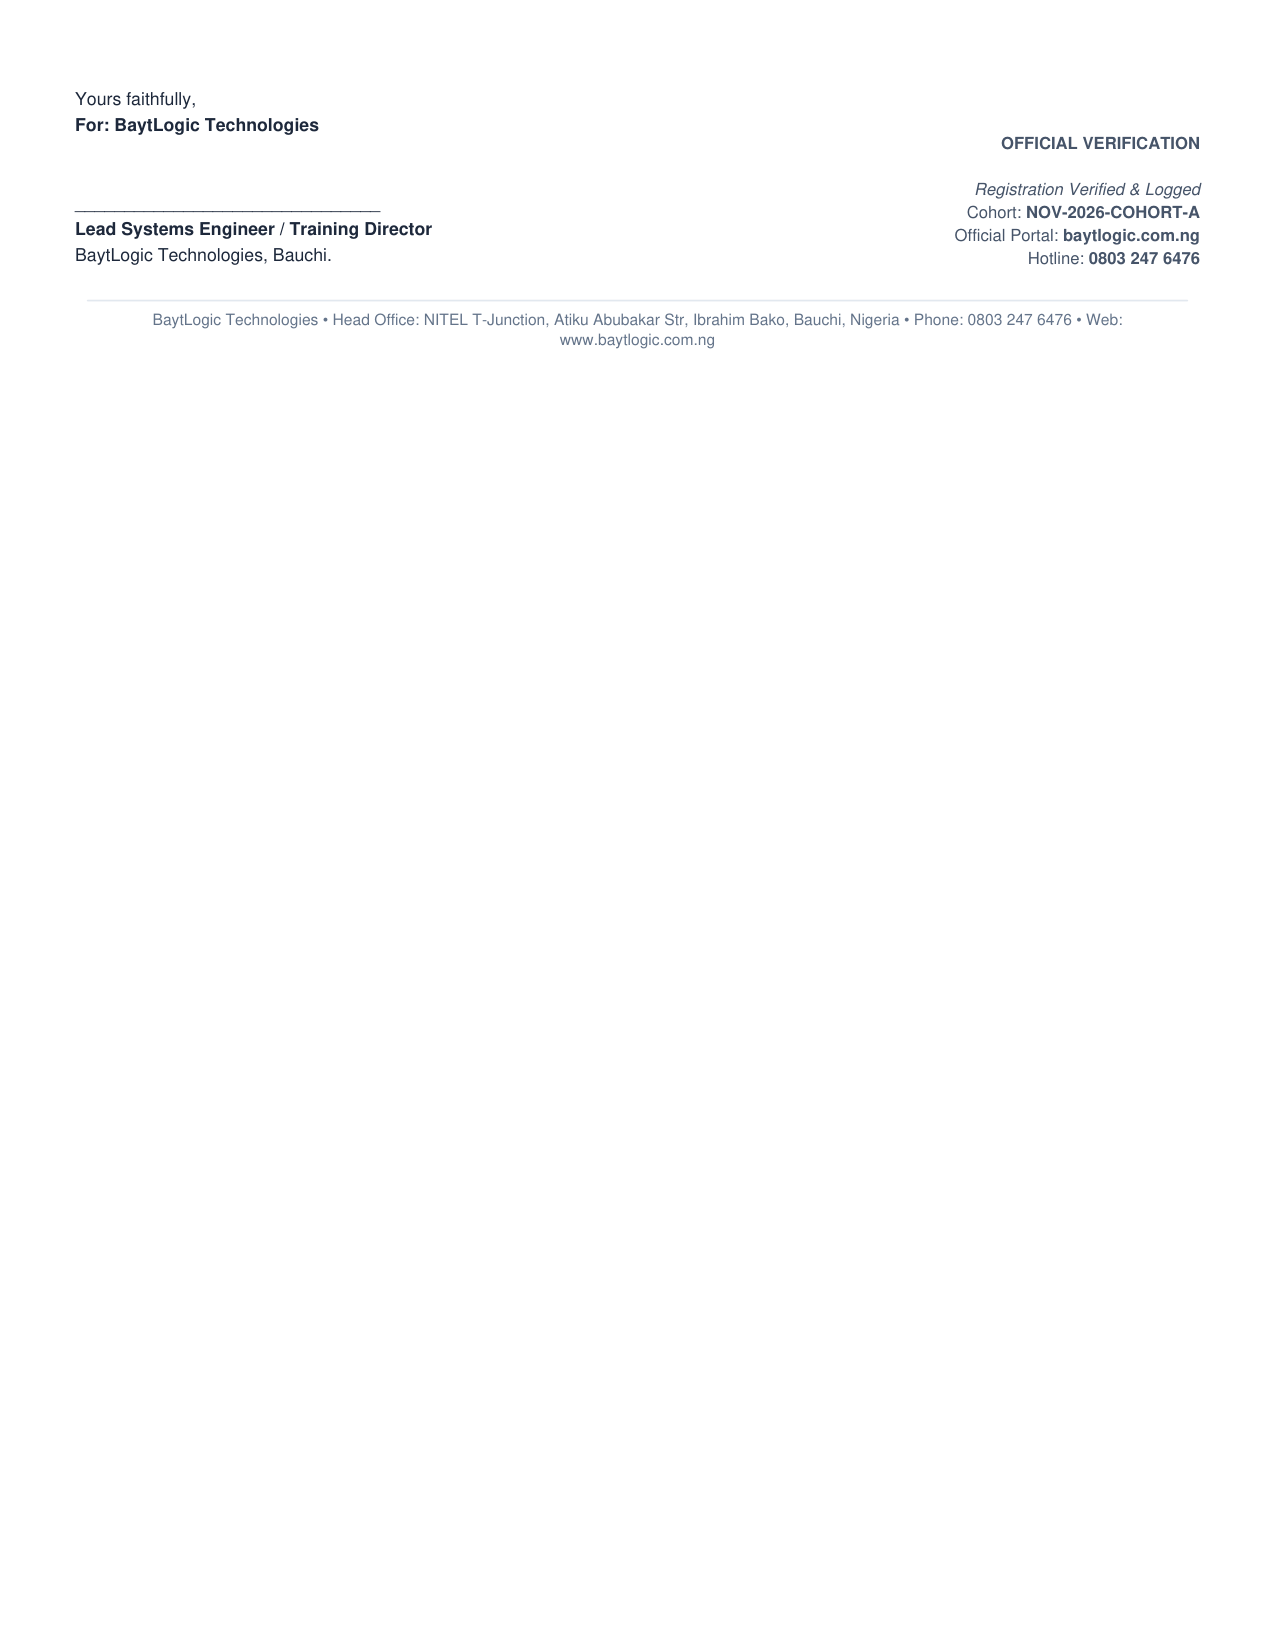 Yours faithfully,
For: BaytLogic Technologies
________________________________
Lead Systems Engineer / Training Director
BaytLogic Technologies, Bauchi.
OFFICIAL VERIFICATION
Registration Verified & Logged
Cohort: NOV-2026-COHORT-A
Official Portal: baytlogic.com.ng
Hotline: 0803 247 6476
BaytLogic Technologies • Head Office: NITEL T-Junction, Atiku Abubakar Str, Ibrahim Bako, Bauchi, Nigeria • Phone: 0803 247 6476 • Web:
www.baytlogic.com.ng